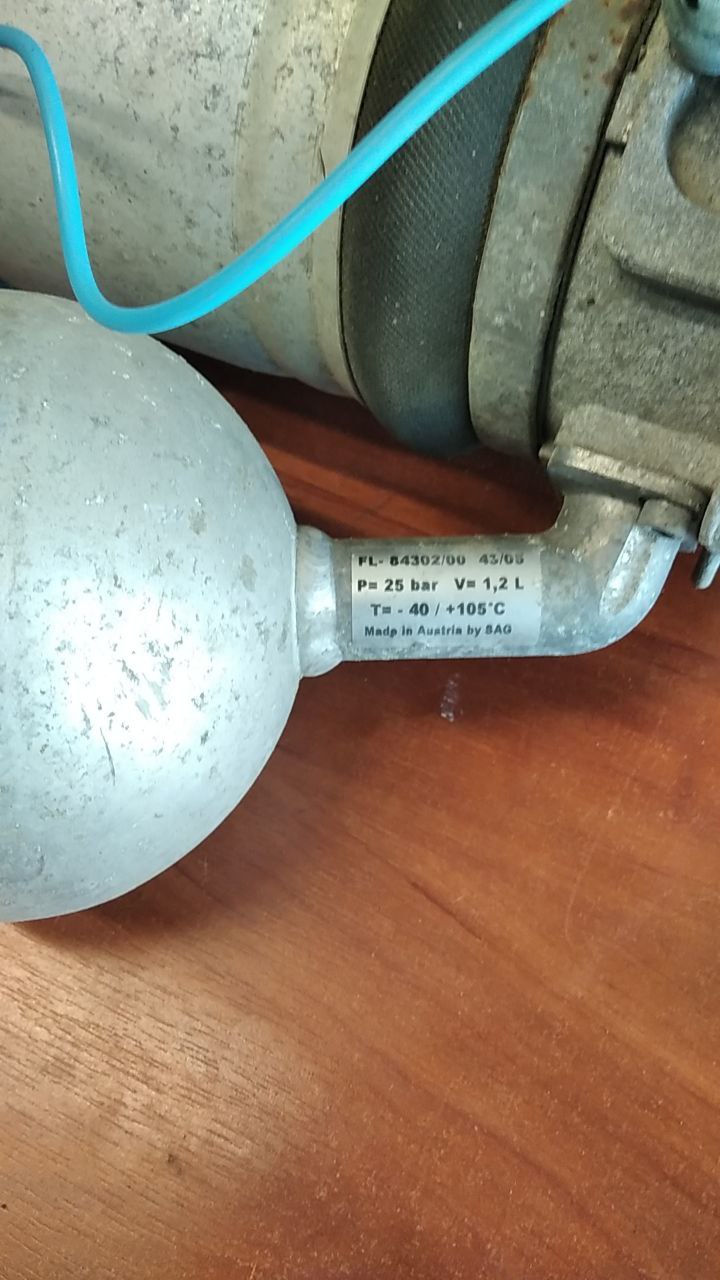 FL- 84302/00 43/05
P= 25 bar V= 1,2 L
T= - 40 / +105°C
Made in Austria by SAG